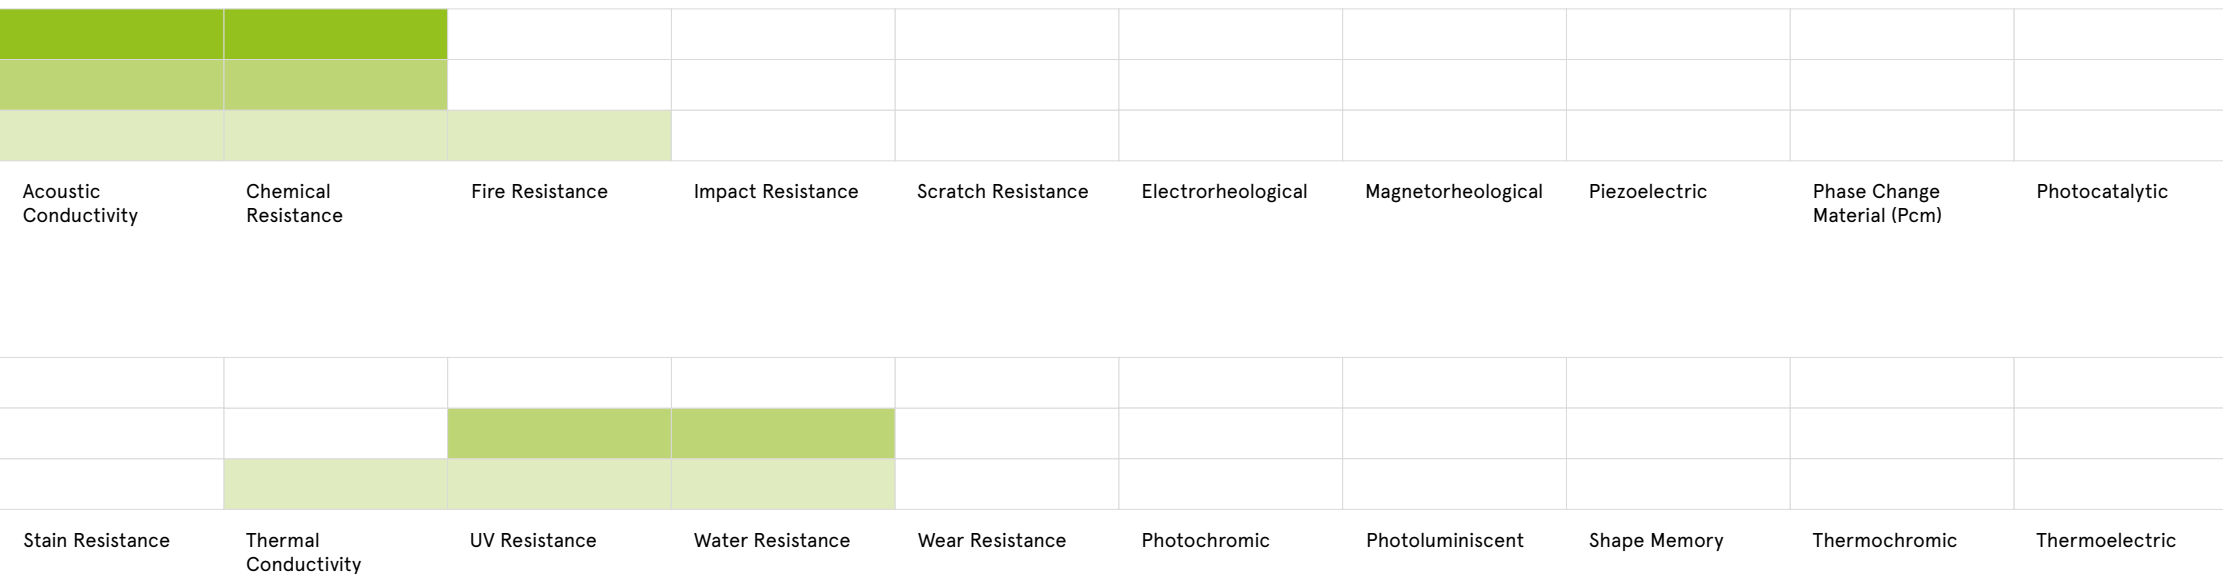 Acoustic
Conductivity
Chemical
Resistance
Fire Resistance
Impact Resistance
Scratch Resistance
Electrorheological
Magnetorheological
Piezoelectric
Phase Change
Material (Pcm)
Photocatalytic
Stain Resistance
Thermal
Conductivity
UV Resistance
Water Resistance
Wear Resistance
Photochromic
Photoluminiscent
Shape Memory
Thermochromic
Thermoelectric